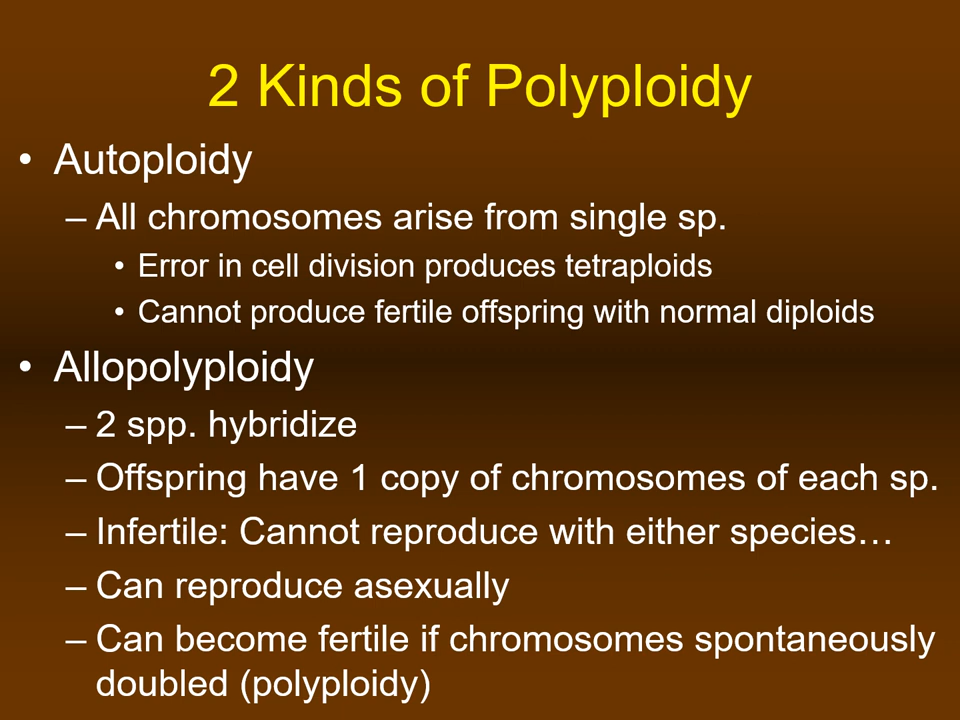 2 Kinds of Polyploidy
• Autoploidy
– All chromosomes arise from single sp.
• Error in cell division produces tetraploids
• Cannot produce fertile offspring with normal diploids
• Allopolyploidy
– 2 spp. hybridize
– Offspring have 1 copy of chromosomes of each sp.
– Infertile: Cannot reproduce with either species…
– Can reproduce asexually
– Can become fertile if chromosomes spontaneously
doubled (polyploidy)